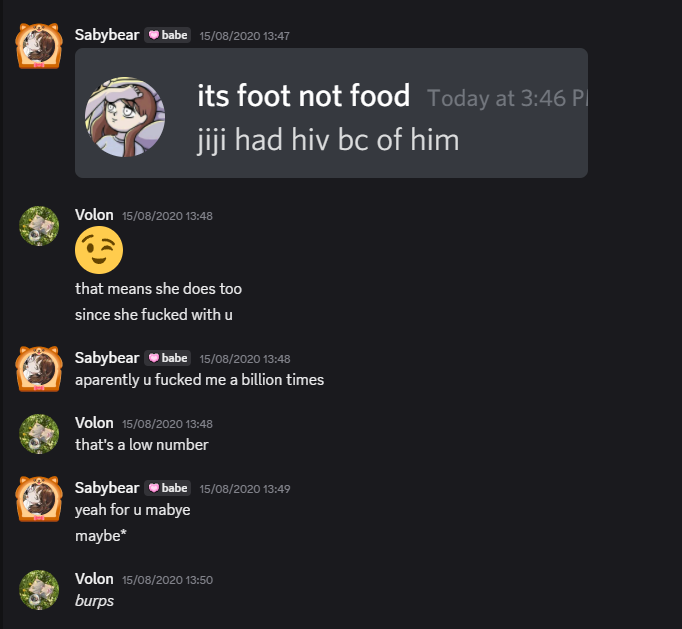 Sabybear babe 15/08/2020 13:47
its foot not food Today at 3:46 P
jiji had hiv bc of him
Volon 15/08/2020 13:48
that means she does too
since she fucked with u
Sabybear babe 15/08/2020 13:48
aparently u fucked me a billion times
Volon 15/08/2020 13:48
that's a low number
Sabybear babe 15/08/2020 13:49
yeah for u mabye
maybe*
Volon 15/08/2020 13:50
burps